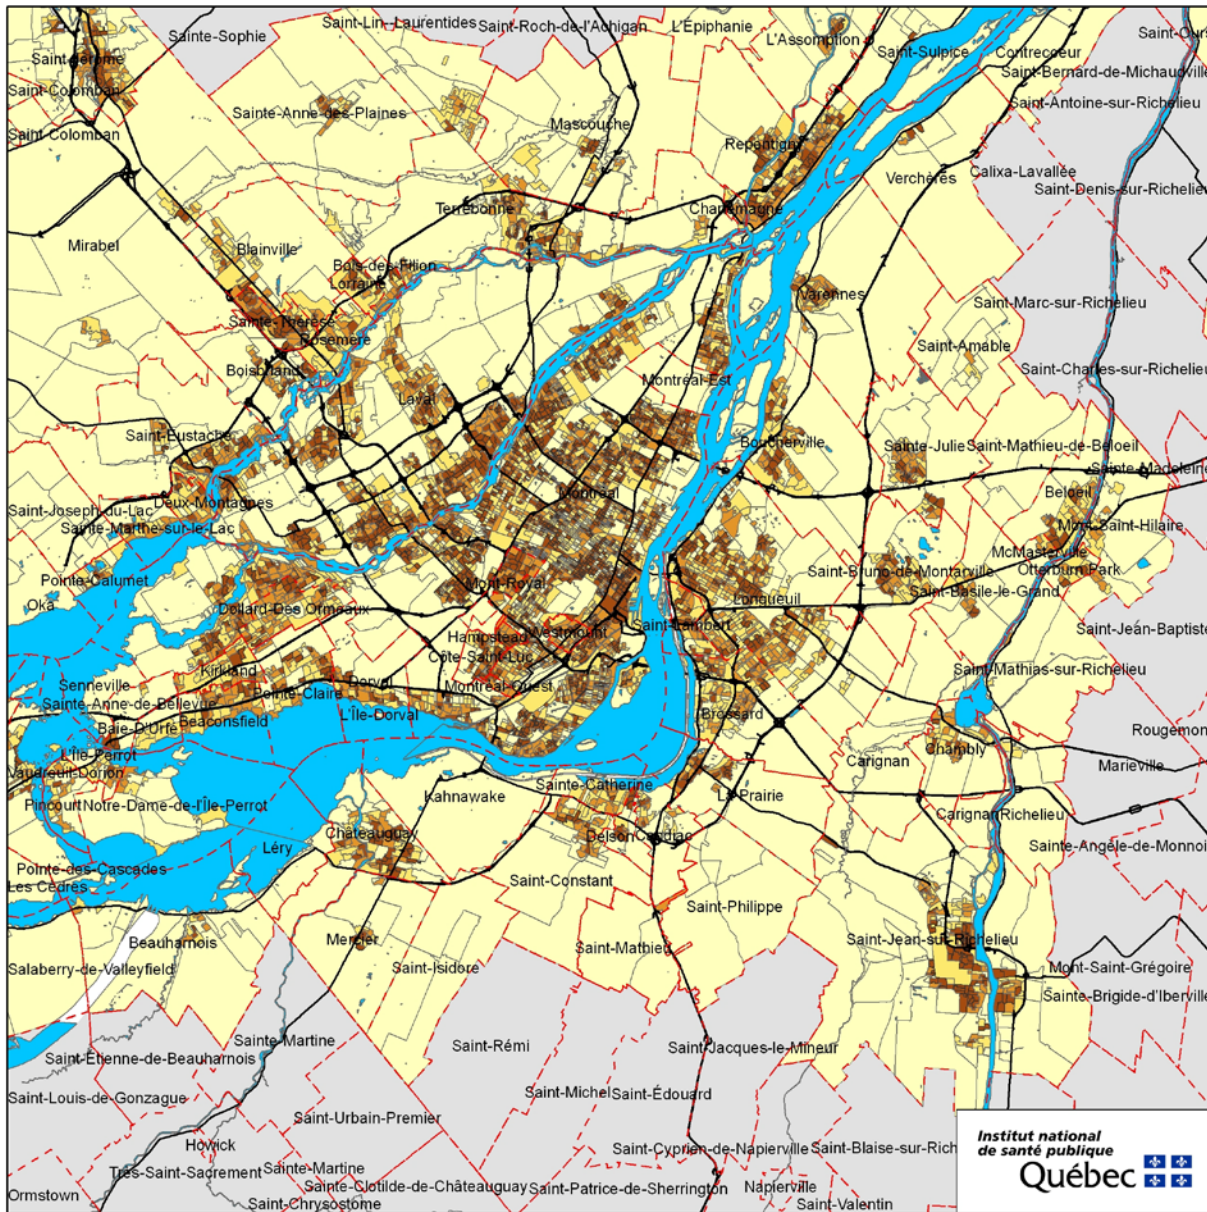 Saint-Lin--Laurentides
Saint-Roch-de-l'Achigan
L'Épiphanie
Sainte-Sophie
L'Assomption
Saint-Sulpice
Contrecoeur
Saint-Ours
Saint-Jérôme
Saint-Colomban
Saint-Bernard-de-Michaudville
Saint-Antoine-sur-Richelieu
Sainte-Anne-des-Plaines
Mascouche
Saint-Colomban
Repentigny
Verchères
Calixa-Lavallée
Saint-Denis-sur-Richelieu
Terrebonne
Charlemagne
Mirabel
Blainville
Bois-des-Filion
Lorraine
Varennes
Saint-Marc-sur-Richelieu
Sainte-Thérèse
Rosemère
Saint-Amable
Boisbriand
Montréal-Est
Saint-Charles-sur-Richelieu
Laval
Saint-Eustache
Boucherville
Sainte-Julie
Saint-Mathieu-de-Beloeil
Sainte-Madeleine
Deux-Montagnes
Montréal
Beloeil
Saint-Joseph-du-Lac
Sainte-Marthe-sur-le-Lac
Mont-Saint-Hilaire
McMasterville
Otterburn Park
Pointe-Calumet
Mont-Royal
Saint-Bruno-de-Montarville
Saint-Basile-le-Grand
Oka
Dollard-Des Ormeaux
Longueuil
Hampstead
Westmount
Saint-Lambert
Saint-Jean-Baptiste
Côte-Saint-Luc
Kirkland
Saint-Mathias-sur-Richelieu
Senneville
Dorval
Montréal-Ouest
Sainte-Anne-de-Bellevue
Pointe-Claire
Beaconsfield
L'Île-Dorval
Brossard
Baie-D'Urfé
Rougemont
L'Île-Perrot
Chambly
Vaudreuil-Dorion
Carignan
Marieville
Sainte-Catherine
Kahnawake
La Prairie
Pincourt
Notre-Dame-de-l'Île-Perrot
Carignan
Richelieu
Châteauguay
Delson
Candiac
Léry
Sainte-Angèle-de-Monnoi
Pointe-des-Cascades
Les Cèdres
Saint-Constant
Saint-Philippe
Beauharnois
Mercier
Saint-Mathieu
Saint-Jean-sur-Richelieu
Salaberry-de-Valleyfield
Saint-Isidore
Mont-Saint-Grégoire
Sainte-Brigide-d'Iberville
Sainte-Martine
Saint-Rémi
Saint-Jacques-le-Mineur
Saint-Étienne-de-Beauharnois
Saint-Louis-de-Gonzague
Saint-Michel
Saint-Édouard
Saint-Urbain-Premier
Howick
Saint-Cyprien-de-Napierville
Saint-Blaise-sur-Rich
Très-Saint-Sacrement
Sainte-Martine
Ormstown
Sainte-Clotilde-de-Châteauguay
Saint-Patrice-de-Sherrington
Napierville
Saint-Chrysostome
Saint-Valentin
Institut national
de santé publique
Québec